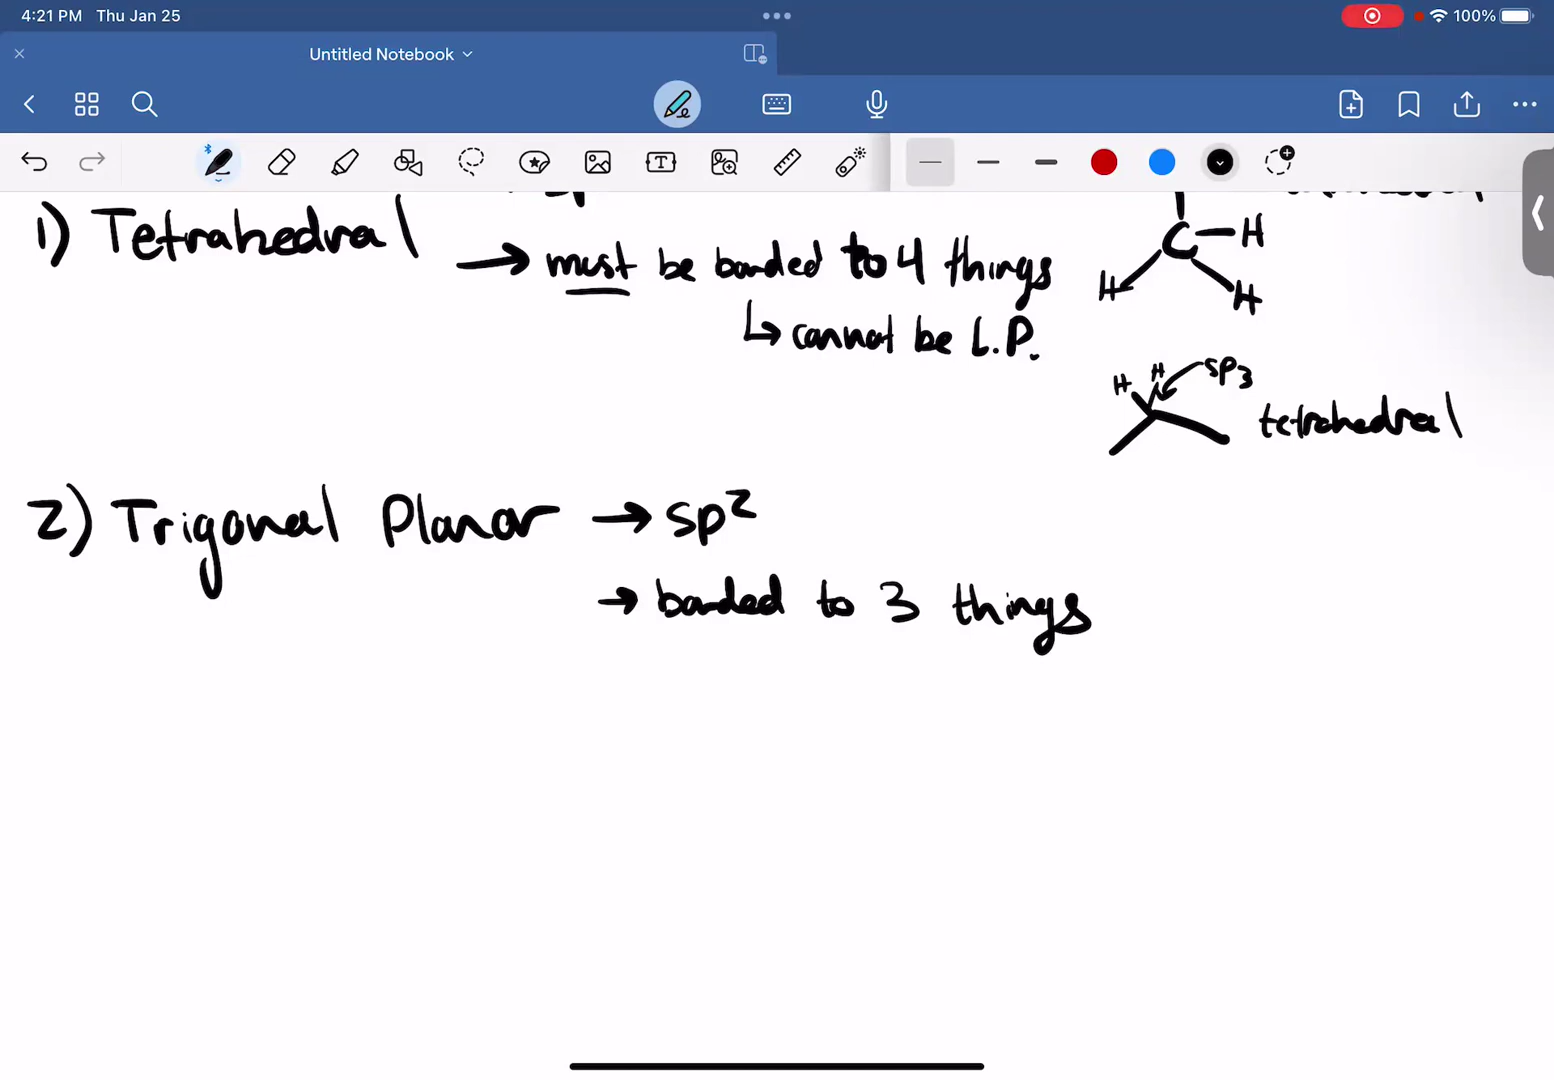 4:21 PM Thu Jan 25
100%
Untitled Notebook
1) Tetrahedral
→ must be bonded to 4 things
↳ cannot be L.P.
C
H
H
H
H
H
sp3
tetrahedral
2) Trigonal Planar → sp²
→ bonded to 3 things